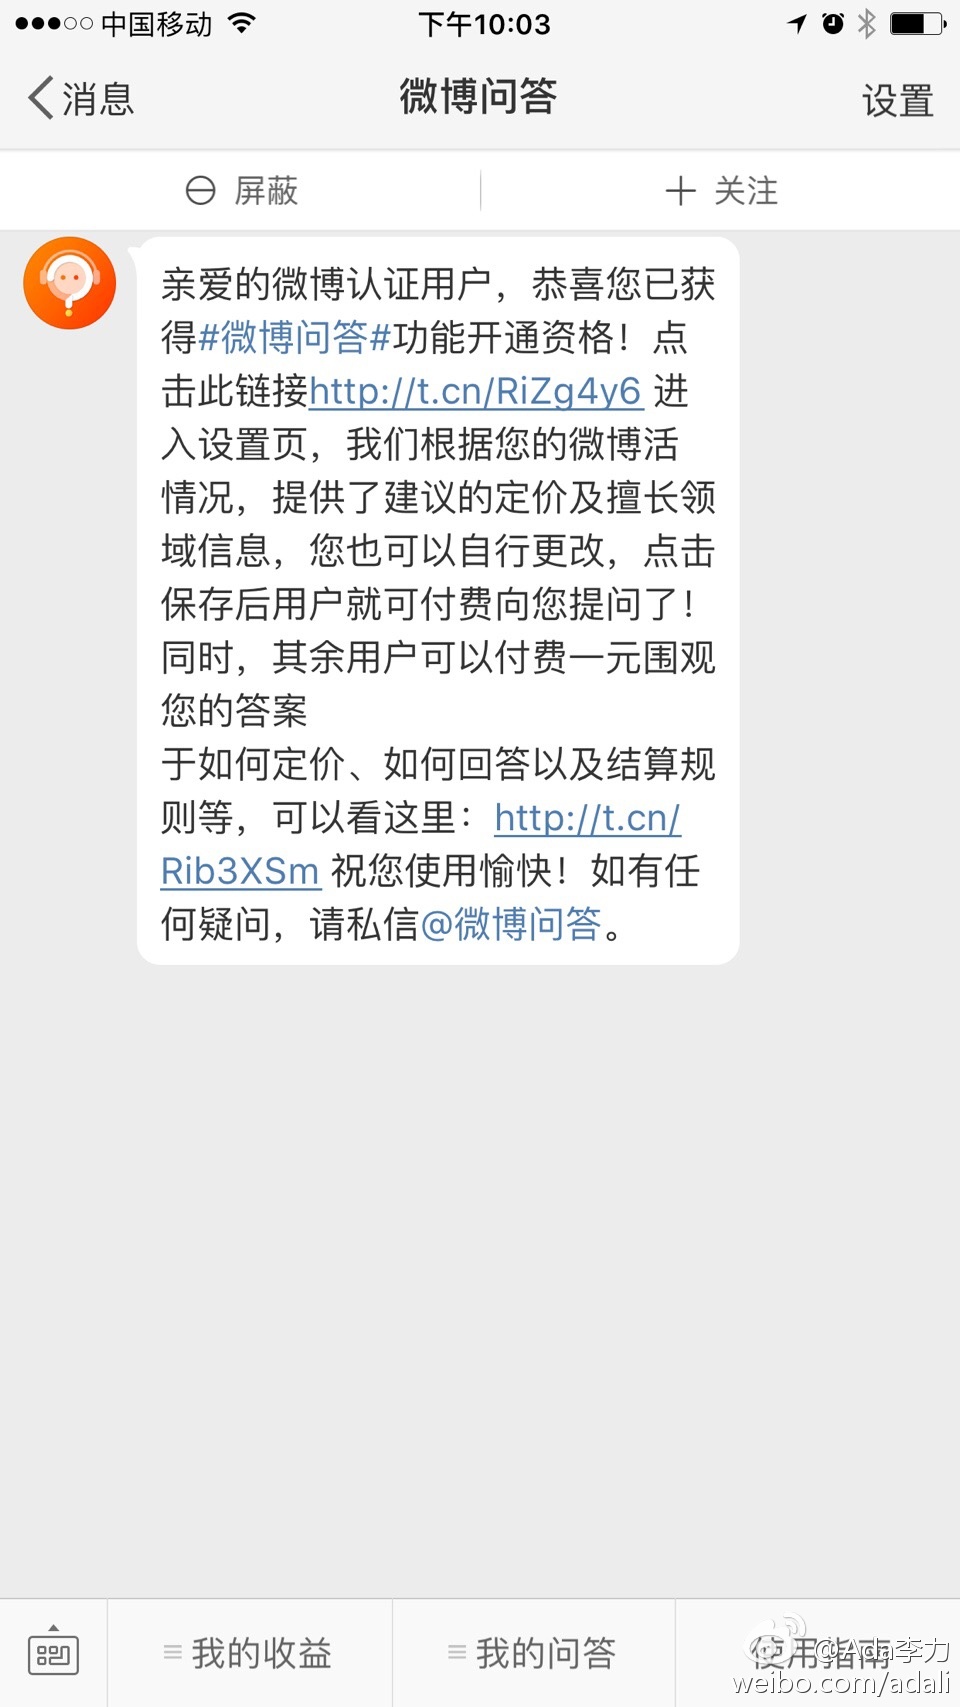 中国移动
下午10:03
消息
微博问答
设置
屏蔽
关注
亲爱的微博认证用户，恭喜您已获
得#微博问答#功能开通资格！点
击此链接http://t.cn/RiZg4y6 进
入设置页，我们根据您的微博活
情况，提供了建议的定价及擅长领
域信息，您也可以自行更改，点击
保存后用户就可付费向您提问了！
同时，其余用户可以付费一元围观
您的答案
于如何定价、如何回答以及结算规
则等，可以看这里：http://t.cn/
Rib3XSm 祝您使用愉快！如有任
何疑问，请私信@微博问答。
我的收益
我的问答
使用指南
@Ada李力
weibo.com/adali